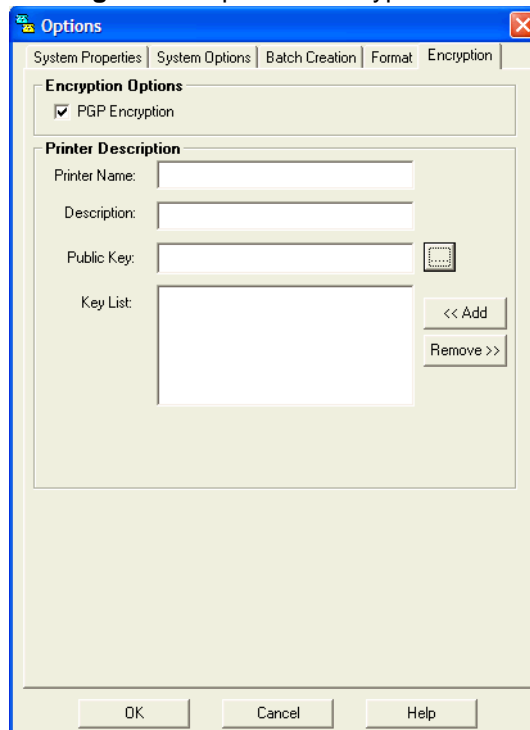 Options
System Properties System Options Batch Creation Format Encryption
Encryption Options
PGP Encryption
Printer Description
Printer Name:
Description:
Public Key:
...
Key List:
<< Add
Remove >>
OK Cancel Help